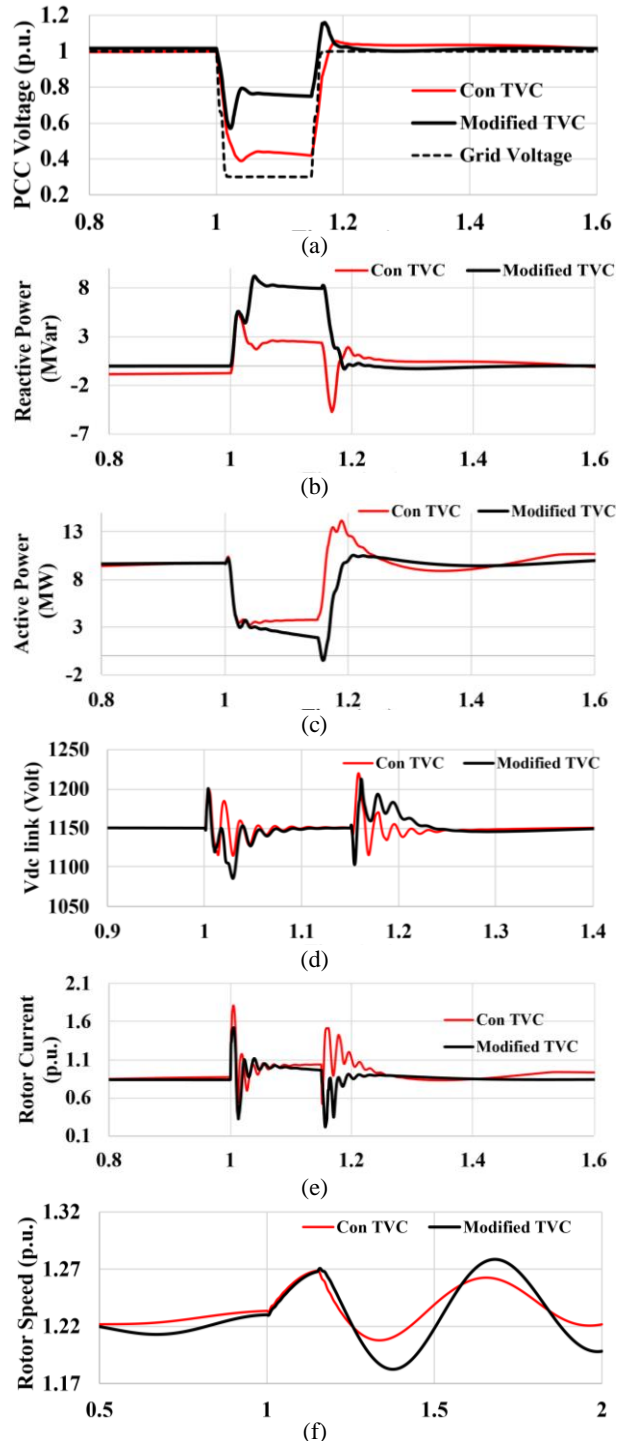 1.2
1
0.8
0.6
0.4
0.2
PCC Voltage (p.u.)
Con TVC
Modified TVC
Grid Voltage
0.8 1 1.2 1.4 1.6
(a)
Con TVC Modified TVC
8
3
-2
-7
Reactive Power
(MVar)
0.8 1 1.2 1.4 1.6
(b)
Con TVC Modified TVC
13
8
3
-2
Active Power
(MW)
0.8 1 1.2 1.4 1.6
(c)
1250
1200
1150
1100
1050
Vdc link (Volt)
Con TVC Modified TVC
0.9 1 1.1 1.2 1.3 1.4
(d)
2.1
1.6
1.1
0.6
0.1
Rotor Current
(p.u.)
Con TVC
Modified TVC
0.8 1 1.2 1.4 1.6
(e)
1.32
1.27
1.22
1.17
Rotor Speed (p.u.)
Con TVC Modified TVC
0.5 1 1.5 2
(f)